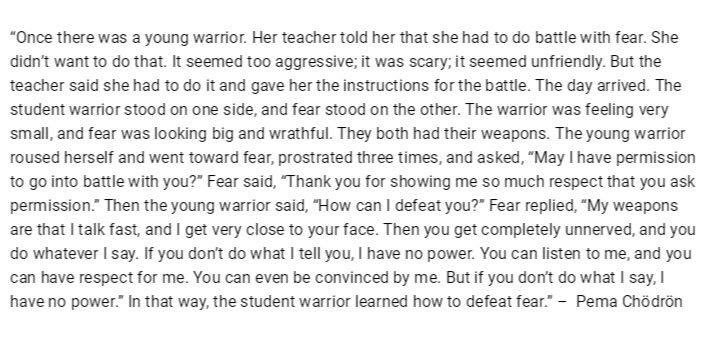 “Once there was a young warrior. Her teacher told her that she had to do battle with fear. She
didn’t want to do that. It seemed too aggressive; it was scary; it seemed unfriendly. But the
teacher said she had to do it and gave her the instructions for the battle. The day arrived. The
student warrior stood on one side, and fear stood on the other. The warrior was feeling very
small, and fear was looking big and wrathful. They both had their weapons. The young warrior
roused herself and went toward fear, prostrated three times, and asked, “May I have permission
to go into battle with you?” Fear said, “Thank you for showing me so much respect that you ask
permission.” Then the young warrior said, “How can I defeat you?” Fear replied, “My weapons
are that I talk fast, and I get very close to your face. Then you get completely unnerved, and you
do whatever I say. If you don’t do what I tell you, I have no power. You can listen to me, and you
can have respect for me. You can even be convinced by me. But if you don’t do what I say, I
have no power.” In that way, the student warrior learned how to defeat fear.” – Pema Chödrön